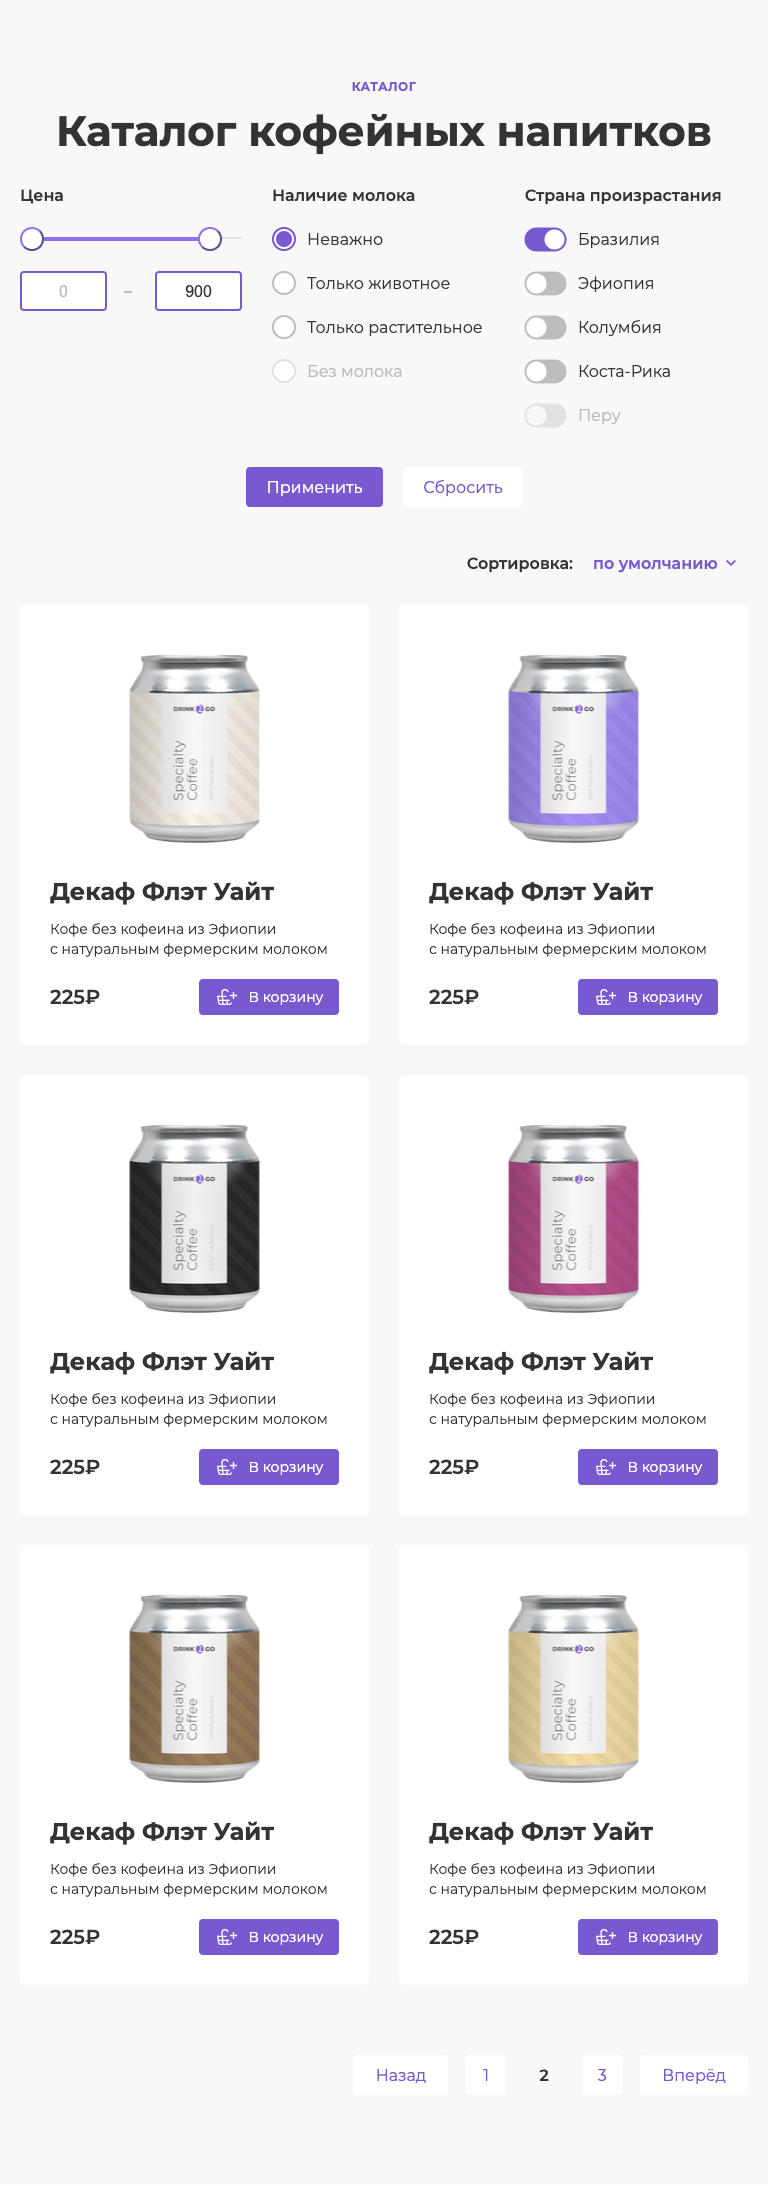 КАТАЛОГ
Каталог кофейных напитков
Цена
0 – 900
Наличие молока
Неважно
Только животное
Только растительное
Без молока
Страна произрастания
Бразилия
Эфиопия
Колумбия
Коста-Рика
Перу
Применить
Сбросить
Сортировка: по умолчанию
DRINK 2 GO
Specialty
Coffee
Декаф Флэт Уайт
Кофе без кофеина из Эфиопии
с натуральным фермерским молоком
225₽
В корзину
DRINK 2 GO
Specialty
Coffee
Декаф Флэт Уайт
Кофе без кофеина из Эфиопии
с натуральным фермерским молоком
225₽
В корзину
DRINK 2 GO
Specialty
Coffee
Декаф Флэт Уайт
Кофе без кофеина из Эфиопии
с натуральным фермерским молоком
225₽
В корзину
DRINK 2 GO
Specialty
Coffee
Декаф Флэт Уайт
Кофе без кофеина из Эфиопии
с натуральным фермерским молоком
225₽
В корзину
DRINK 2 GO
Specialty
Coffee
Декаф Флэт Уайт
Кофе без кофеина из Эфиопии
с натуральным фермерским молоком
225₽
В корзину
DRINK 2 GO
Specialty
Coffee
Декаф Флэт Уайт
Кофе без кофеина из Эфиопии
с натуральным фермерским молоком
225₽
В корзину
Назад 1 2 3 Вперёд